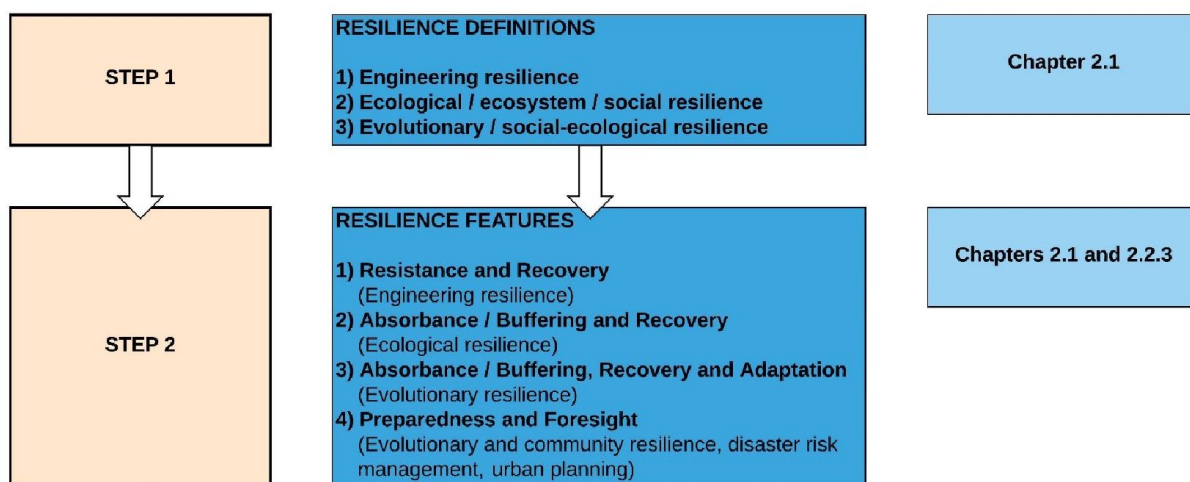 STEP 1
RESILIENCE DEFINITIONS
1) Engineering resilience
2) Ecological / ecosystem / social resilience
3) Evolutionary / social-ecological resilience
Chapter 2.1
STEP 2
RESILIENCE FEATURES
1) Resistance and Recovery
(Engineering resilience)
2) Absorbance / Buffering and Recovery
(Ecological resilience)
3) Absorbance / Buffering, Recovery and Adaptation
(Evolutionary resilience)
4) Preparedness and Foresight
(Evolutionary and community resilience, disaster risk
management, urban planning)
Chapters 2.1 and 2.2.3